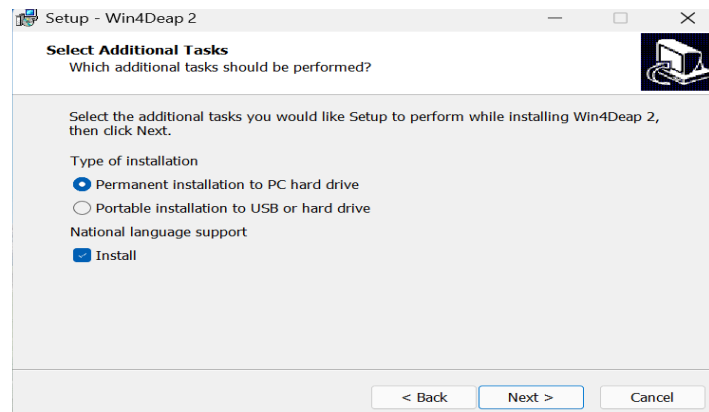 Setup - Win4Deap 2
Select Additional Tasks
Which additional tasks should be performed?
Select the additional tasks you would like Setup to perform while installing Win4Deap 2,
then click Next.
Type of installation
Permanent installation to PC hard drive
Portable installation to USB or hard drive
National language support
Install
< Back
Next >
Cancel